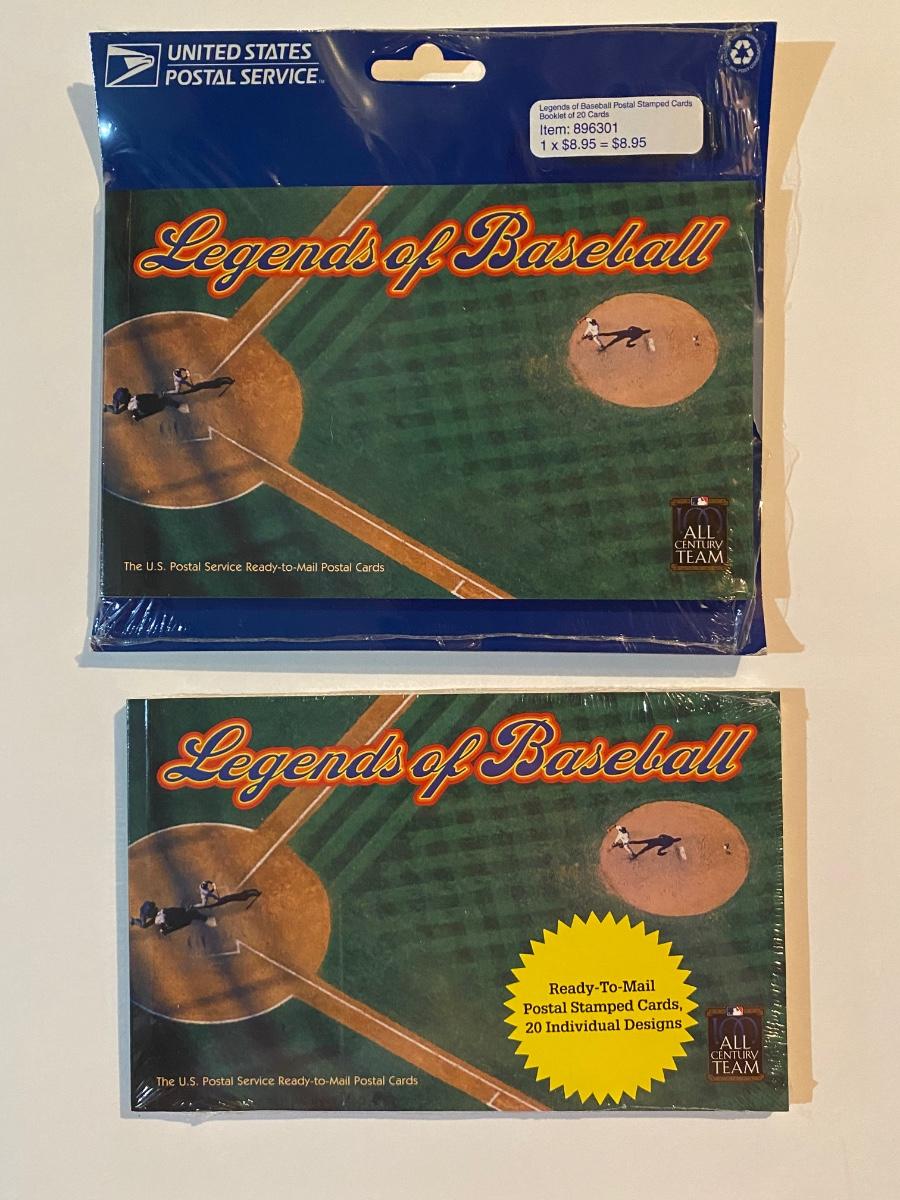 UNITED STATES
POSTAL SERVICE™
Legends of Baseball Postal Stamped Cards
Booklet of 20 Cards
Item: 896301
1 x $8.95 = $8.95
Legends of Baseball
100
ALL
CENTURY
TEAM
The U.S. Postal Service Ready-to-Mail Postal Cards
Legends of Baseball
Ready-To-Mail
Postal Stamped Cards,
20 Individual Designs
100
ALL
CENTURY
TEAM
The U.S. Postal Service Ready-to-Mail Postal Cards